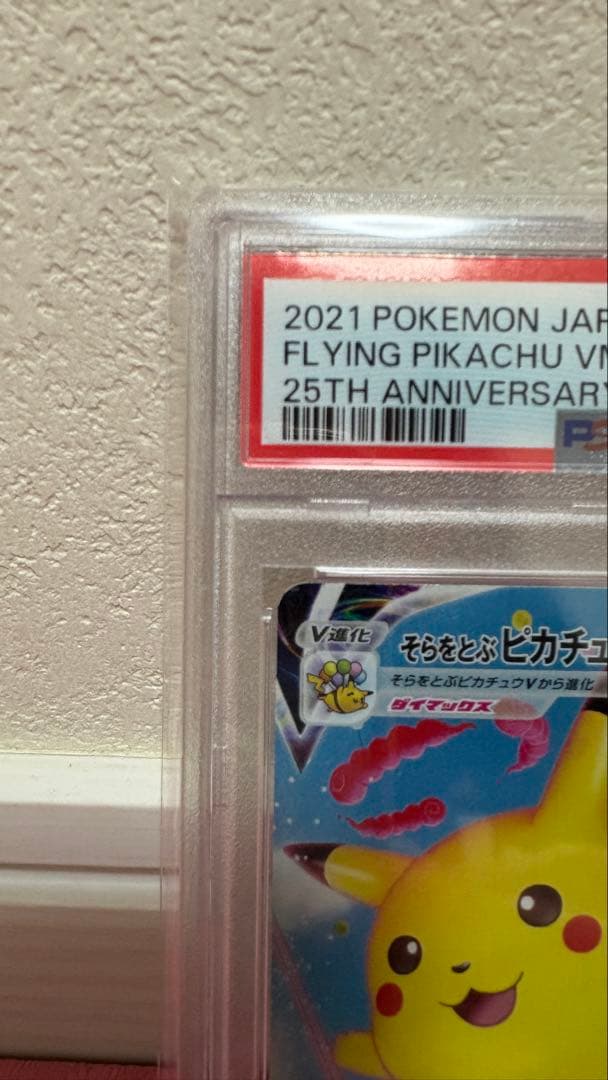 2021 POKEMON JAP
FLYING PIKACHU VM
25TH ANNIVERSARY
PS
V進化
そらをとぶピカチュ
そらをとぶピカチュウVから進化
ダイマックス